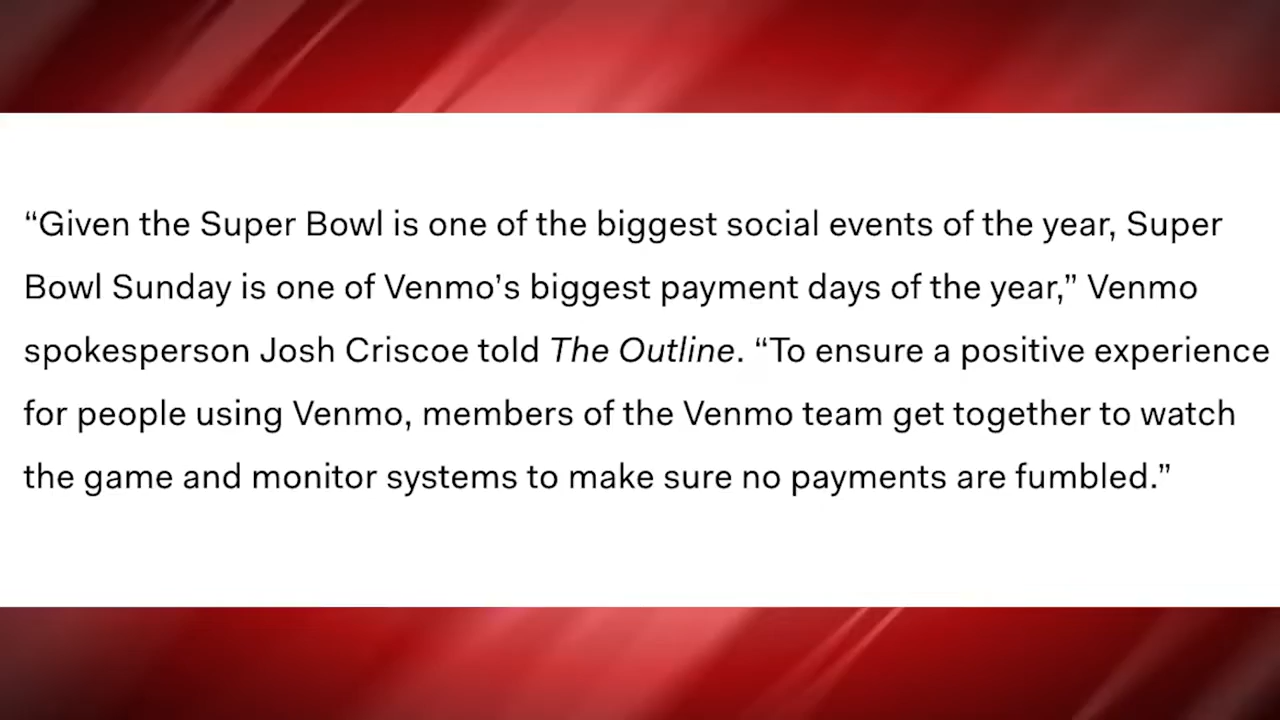 “Given the Super Bowl is one of the biggest social events of the year, Super
Bowl Sunday is one of Venmo’s biggest payment days of the year,” Venmo
spokesperson Josh Criscoe told The Outline. “To ensure a positive experience
for people using Venmo, members of the Venmo team get together to watch
the game and monitor systems to make sure no payments are fumbled.”